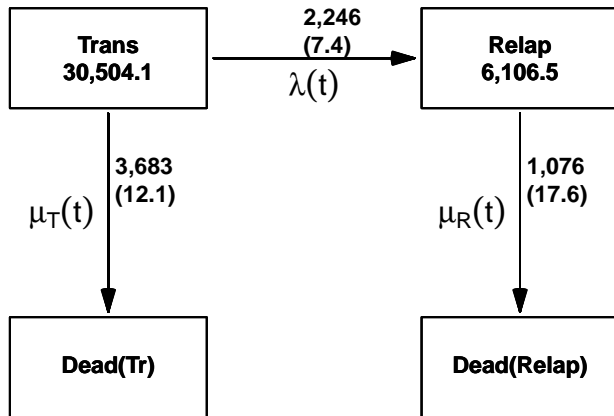 Trans
30,504.1
2,246
(7.4)
λ(t)
Relap
6,106.5
3,683
(12.1)
μT(t)
1,076
(17.6)
μR(t)
Dead(Tr)
Dead(Relap)